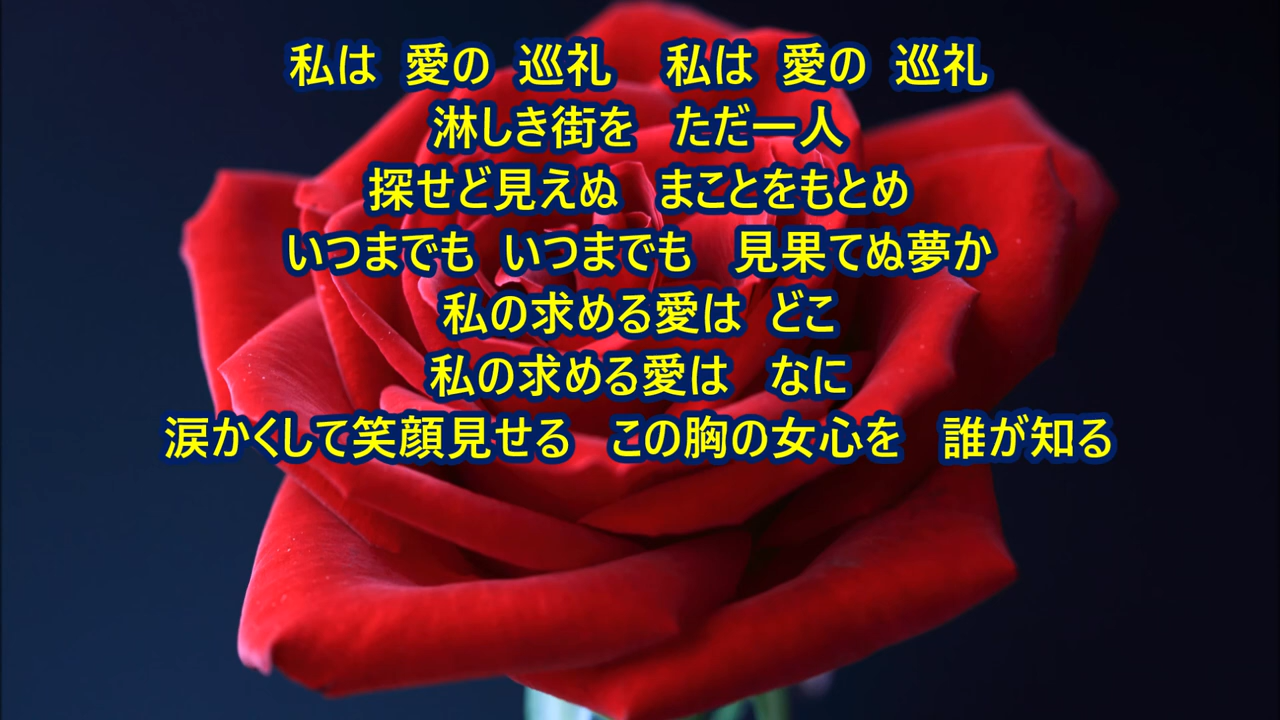 私は　愛の　巡礼　　私は　愛の　巡礼
淋しき街を　ただ一人
探せど見えぬ　まことをもとめ
いつまでも　いつまでも　見果てぬ夢か
私の求める愛は　どこ
私の求める愛は　なに
涙かくして笑顔見せる　この胸の女心を　誰が知る